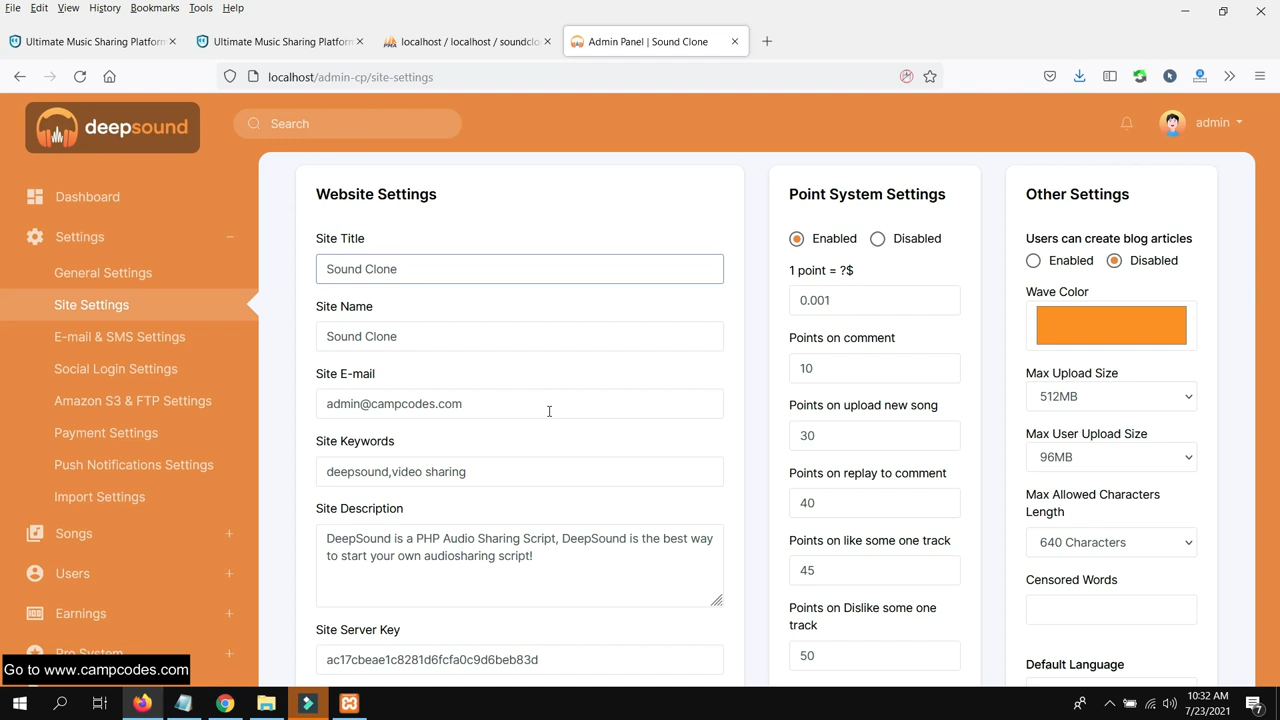 File Edit View History Bookmarks Tools Help
Ultimate Music Sharing Platform
Ultimate Music Sharing Platform
PMA localhost / localhost / soundclo
Admin Panel | Sound Clone
localhost/admin-cp/site-settings
deepsound
Search
admin
Dashboard
Settings
General Settings
Site Settings
E-mail & SMS Settings
Social Login Settings
Amazon S3 & FTP Settings
Payment Settings
Push Notifications Settings
Import Settings
Songs
Users
Earnings
Pro System
Website Settings
Site Title
Sound Clone
Site Name
Sound Clone
Site E-mail
admin@campcodes.com
Site Keywords
deepsound,video sharing
Site Description
DeepSound is a PHP Audio Sharing Script, DeepSound is the best way
to start your own audiosharing script!
Site Server Key
ac17cbeae1c8281d6fcfa0c9d6beb83d
Point System Settings
Enabled Disabled
1 point = ?$
0.001
Points on comment
10
Points on upload new song
30
Points on replay to comment
40
Points on like some one track
45
Points on Dislike some one
track
50
Other Settings
Users can create blog articles
Enabled Disabled
Wave Color
Max Upload Size
512MB
Max User Upload Size
96MB
Max Allowed Characters
Length
640 Characters
Censored Words
Default Language
Go to www.campcodes.com
10:32 AM
7/23/2021
7